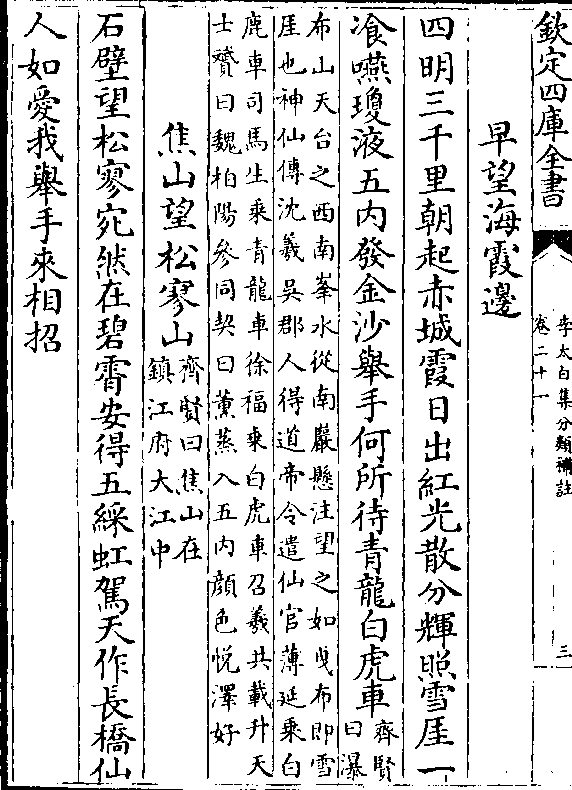 欽定四庫全書
李太白集分類補註
卷二十一
三
早望海霞邊
四明三千里朝起赤城霞日出紅光散分輝照雪厓一
飡嚥瓊液五内發金沙舉手何所待青龍白虎車齊賢
曰瀑
布山天台之西南峯水從南巖懸注望之如曳布即雪
厓也神仙傳沈羲吳郡人得道帝令遣仙官薄延乘白
鹿車司馬生乘青龍車徐福乘白虎車召羲共載升天
士贇曰魏柏陽參同契曰薰蒸入五内顔色悦澤好
焦山望松寥山齊賢曰焦山在
鎮江府大江中
石壁望松寥宛然在碧霄安得五綵虹駕天作長橋仙
人如愛我舉手來相招